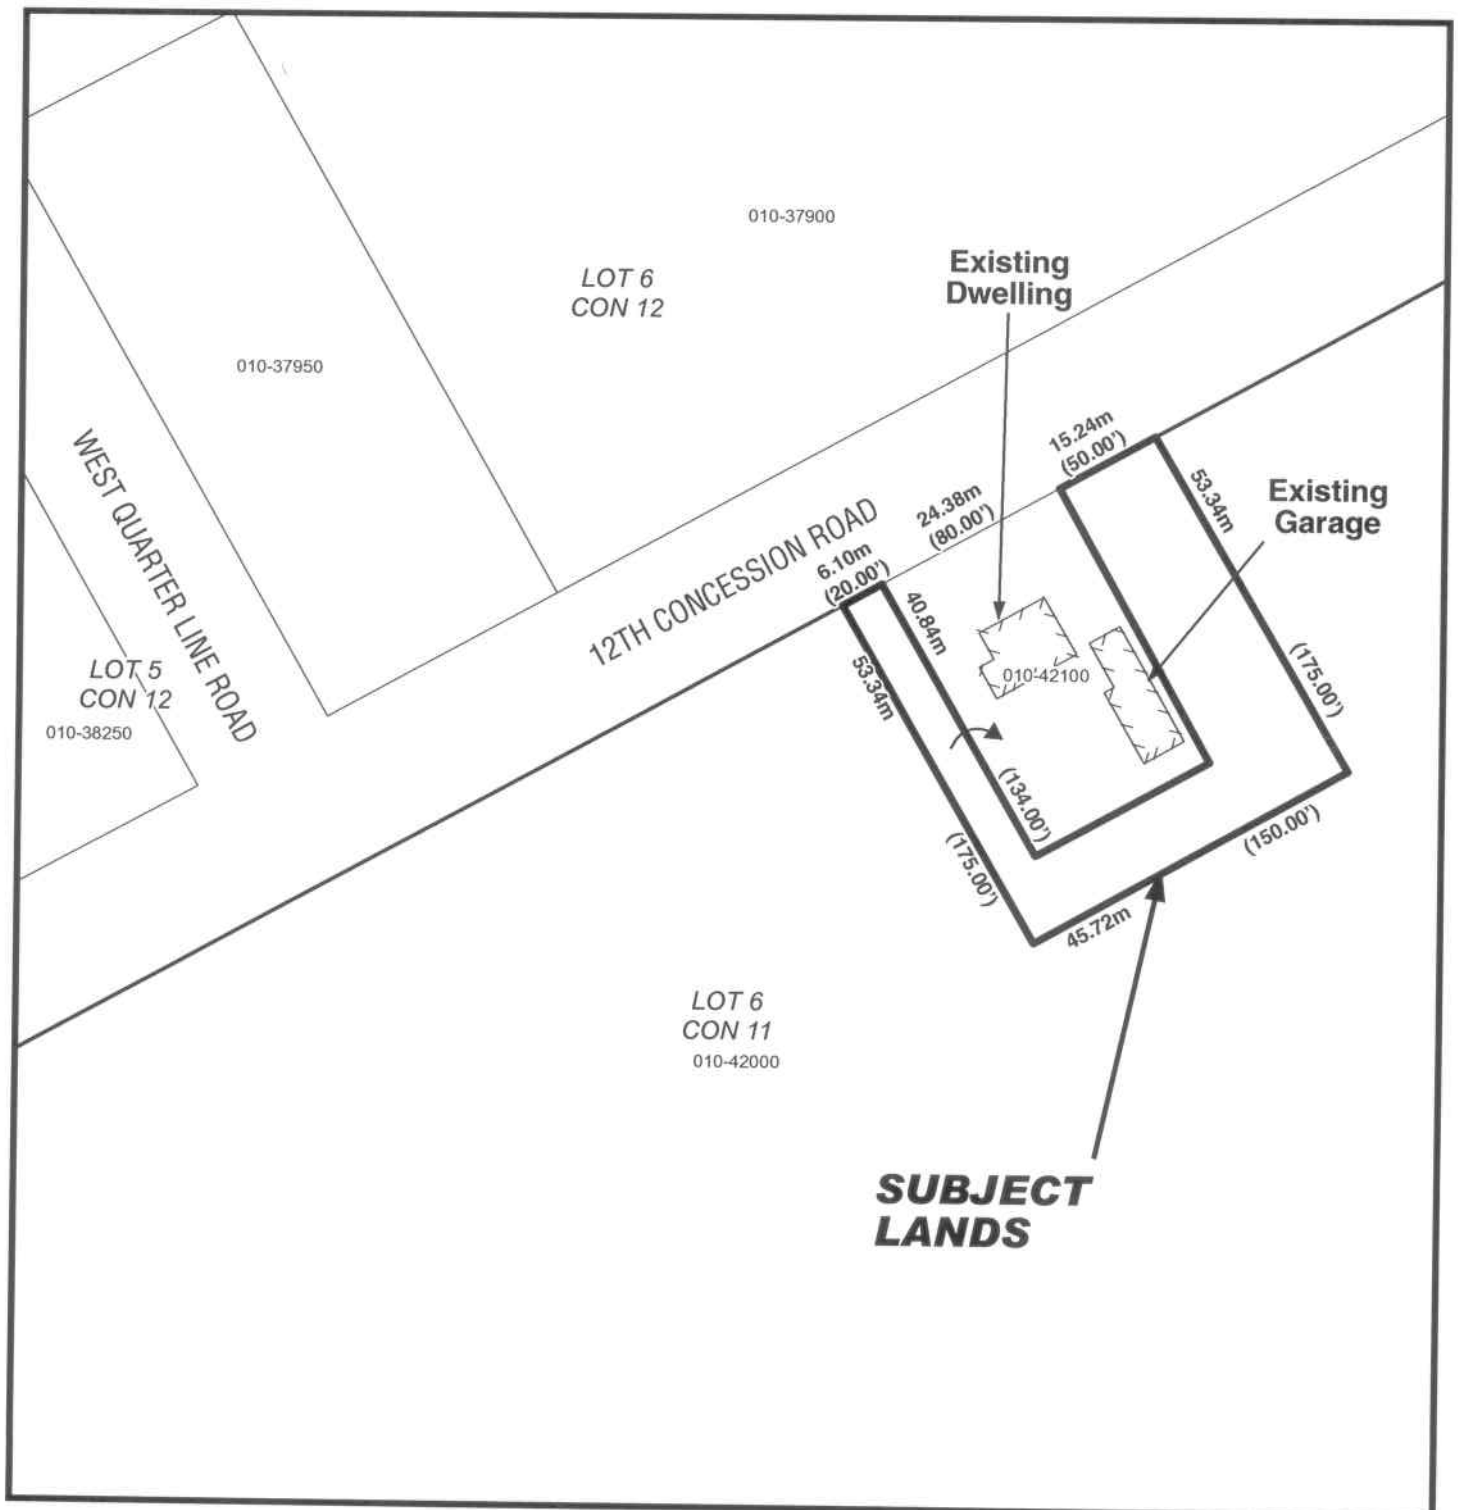 010-37900
LOT 6
CON 12
Existing
Dwelling
010-37950
15.24m
(50.00')
WEST QUARTER LINE ROAD
53.34m
Existing
Garage
24.38m
(80.00')
12TH CONCESSION ROAD
6.10m
(20.00')
40.84m
LOT 5
CON 12
010-38250
53.34m
010-42100
(175.00')
(134.00')
(175.00')
(150.00')
45.72m
LOT 6
CON 11
010-42000
SUBJECT
LANDS